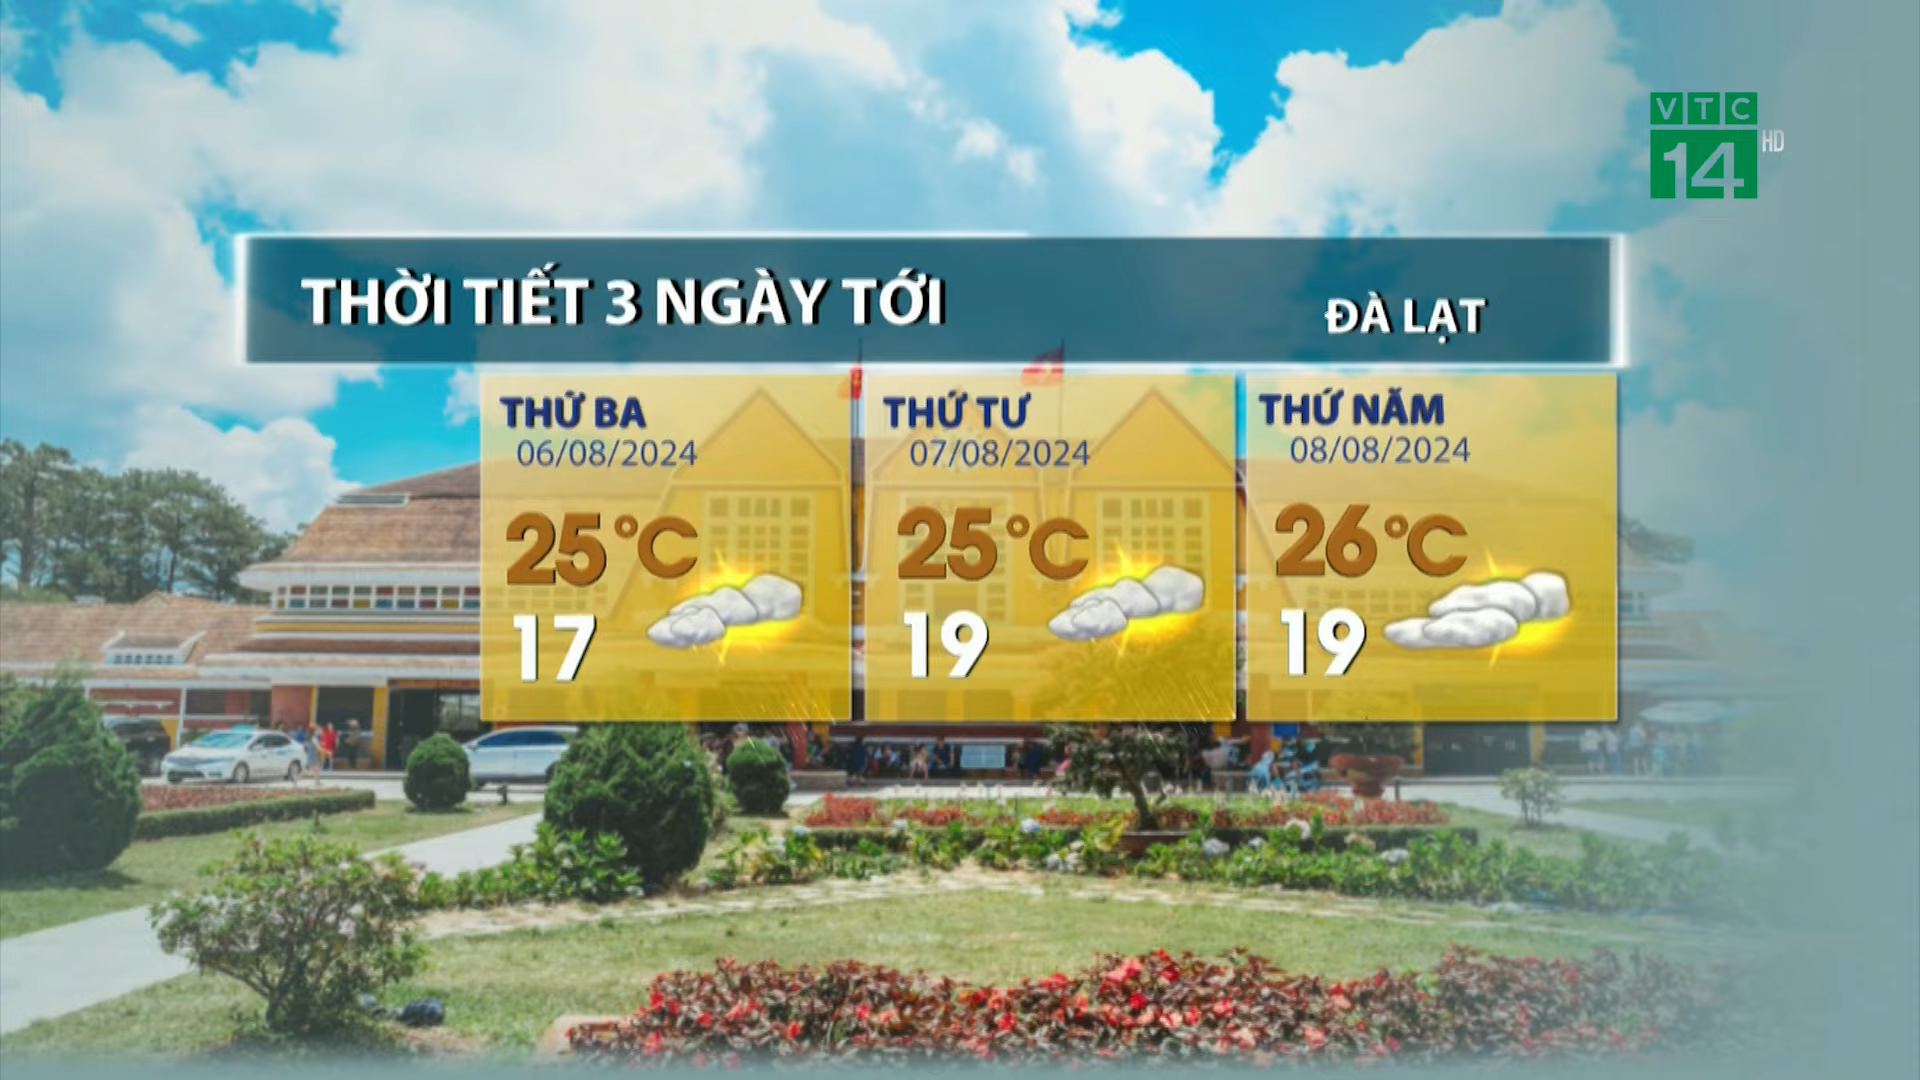 VTC
14 HD
THỜI TIẾT 3 NGÀY TỚI
ĐÀ LẠT
THỨ BA
06/08/2024
25°C
17
THỨ TƯ
07/08/2024
25°C
19
THỨ NĂM
08/08/2024
26°C
19